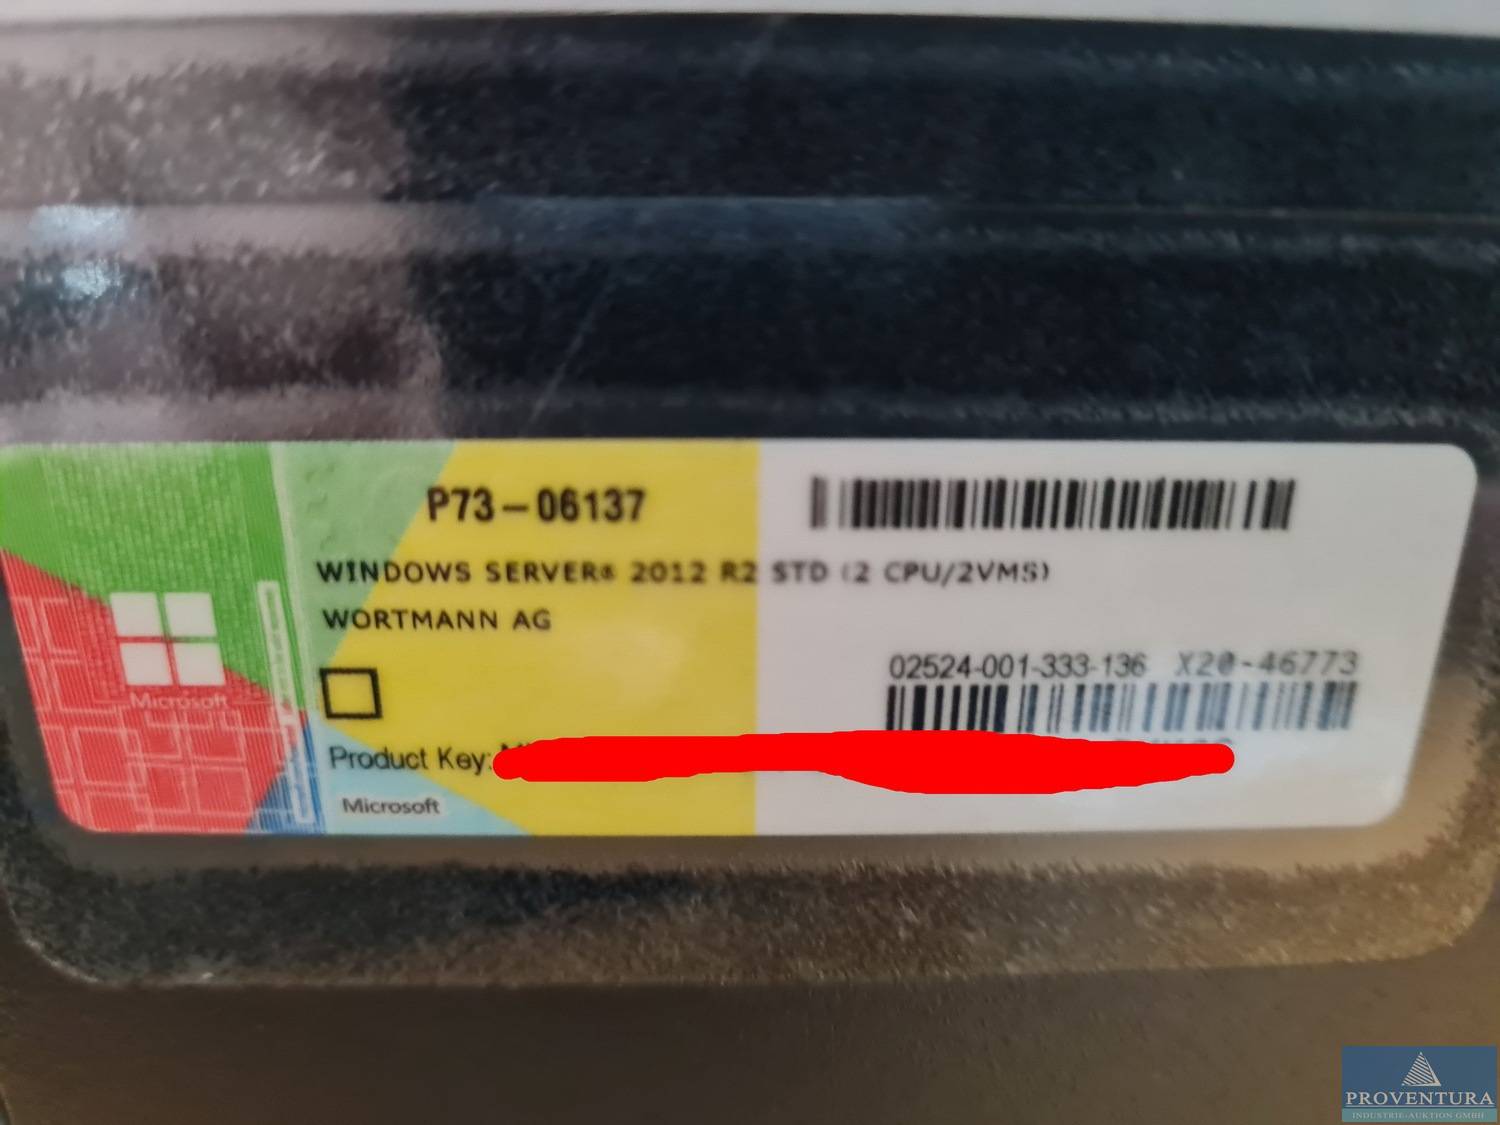 P73-06137
WINDOWS SERVER® 2012 R2 STD (2 CPU/2VMS)
WORTMANN AG
Microsoft
02524-001-333-136 X20-46773
Product Key:
Microsoft
PROVENTURA
INDUSTRIE-AUKTION GMBH